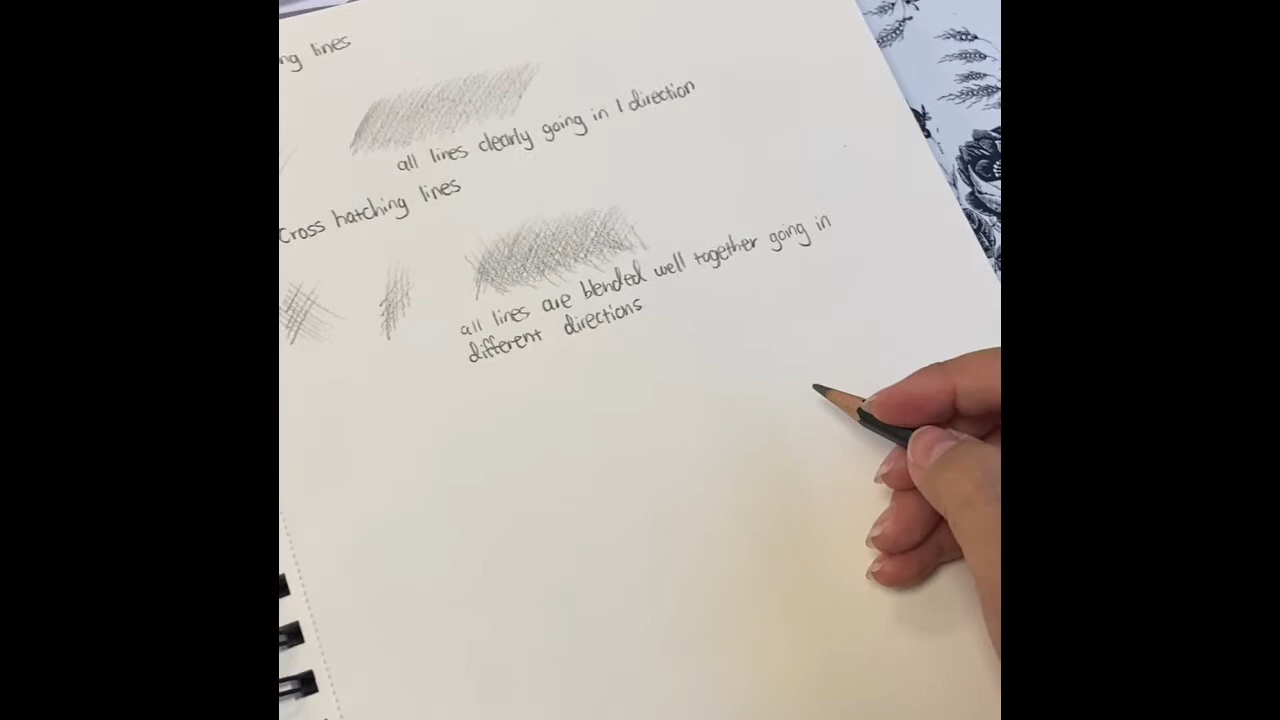 lines
all lines clearly going in 1 direction
Cross hatching lines
all lines are blended well together going in
different directions